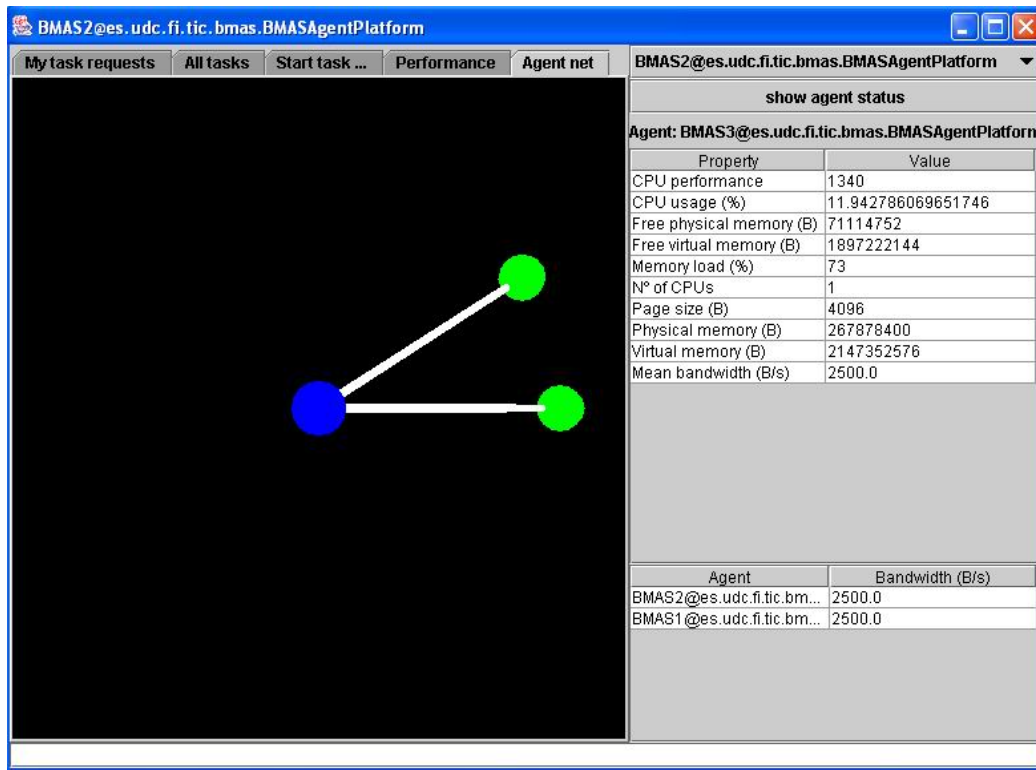 BMAS2@es.udc.fi.tic.bmas.BMASAgentPlatform
My task requests All tasks Start task ... Performance Agent net
BMAS2@es.udc.fi.tic.bmas.BMASAgentPlatform
show agent status
Agent: BMAS3@es.udc.fi.tic.bmas.BMASAgentPlatform
Property Value
CPU performance 1340
CPU usage (%) 11.942786069651746
Free physical memory (B) 71114752
Free virtual memory (B) 1897222144
Memory load (%) 73
Nº of CPUs 1
Page size (B) 4096
Physical memory (B) 267878400
Virtual memory (B) 2147352576
Mean bandwidth (B/s) 2500.0
Agent Bandwidth (B/s)
BMAS2@es.udc.fi.tic.bm... 2500.0
BMAS1@es.udc.fi.tic.bm... 2500.0